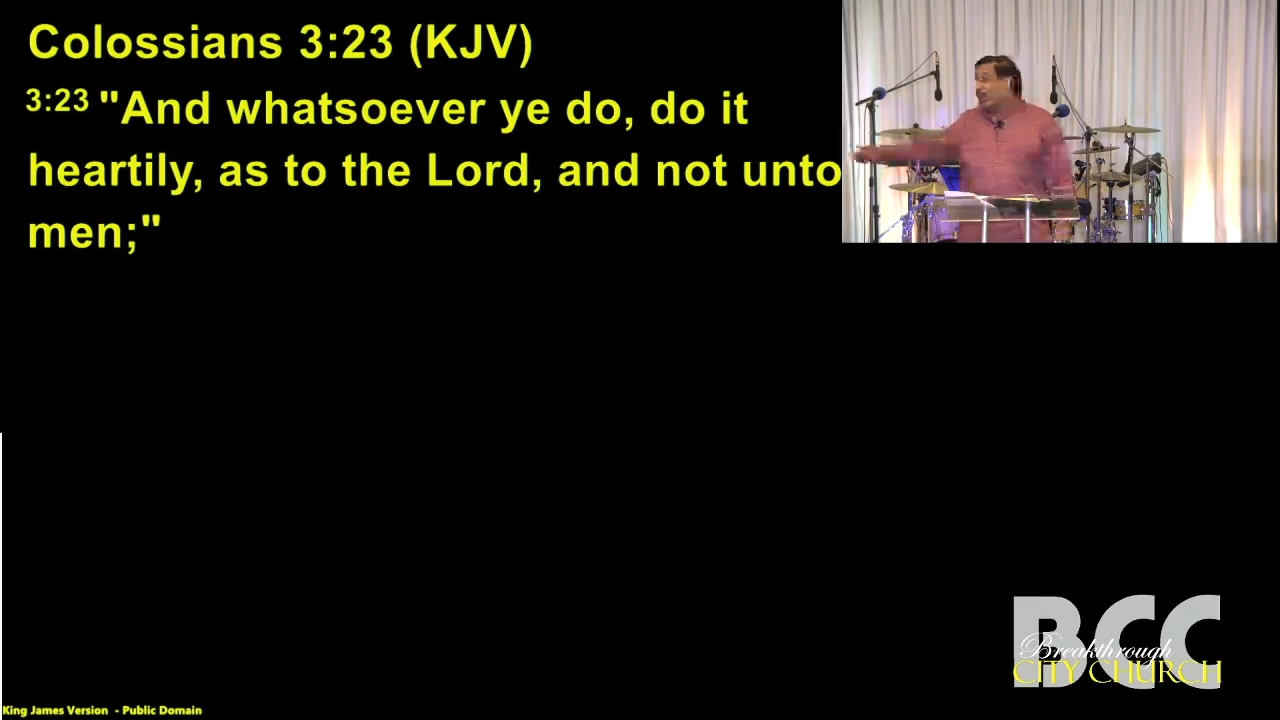 Colossians 3:23 (KJV)
3:23 "And whatsoever ye do, do it
heartily, as to the Lord, and not unto
men;"
BCC
Breakthrough
CITY CHURCH
King James Version - Public Domain